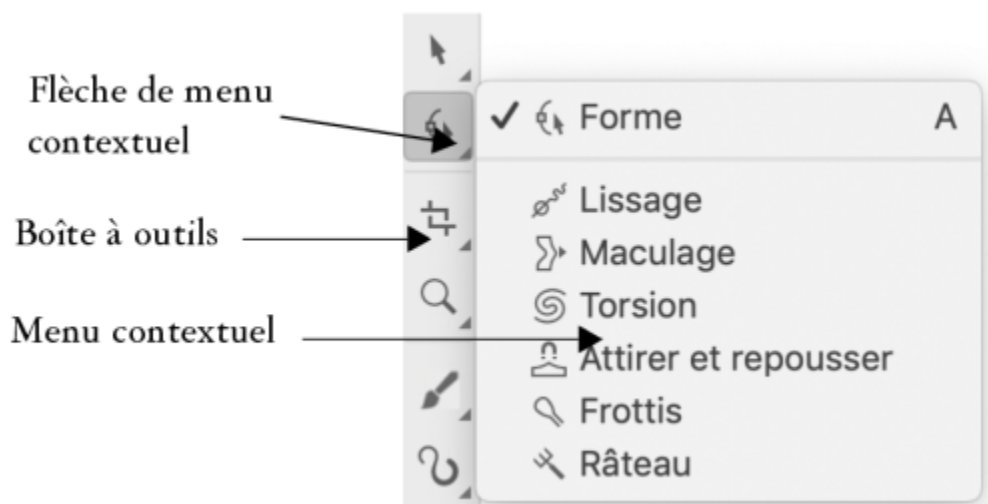 Flèche de menu
contextuel
Boîte à outils
Menu contextuel
Forme A
Lissage
Maculage
Torsion
Attirer et repousser
Frottis
Râteau